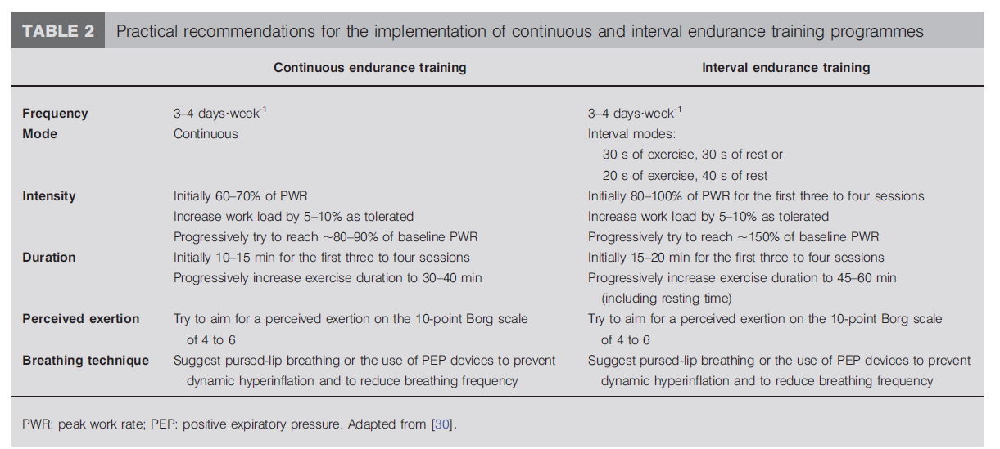 TABLE 2 Practical recommendations for the implementation of continuous and interval endurance training programmes
Continuous endurance training Interval endurance training
Frequency 3–4 days·week-1 3–4 days·week-1
Mode Continuous Interval modes:
30 s of exercise, 30 s of rest or
20 s of exercise, 40 s of rest
Intensity Initially 60–70% of PWR Initially 80–100% of PWR for the first three to four sessions
Increase work load by 5–10% as tolerated Increase work load by 5–10% as tolerated
Progressively try to reach ~80–90% of baseline PWR Progressively try to reach ~150% of baseline PWR
Duration Initially 10–15 min for the first three to four sessions Initially 15–20 min for the first three to four sessions
Progressively increase exercise duration to 30–40 min Progressively increase exercise duration to 45–60 min
(including resting time)
Perceived exertion Try to aim for a perceived exertion on the 10-point Borg scale Try to aim for a perceived exertion on the 10-point Borg scale
of 4 to 6 of 4 to 6
Breathing technique Suggest pursed-lip breathing or the use of PEP devices to prevent Suggest pursed-lip breathing or the use of PEP devices to prevent
dynamic hyperinflation and to reduce breathing frequency dynamic hyperinflation and to reduce breathing frequency
PWR: peak work rate; PEP: positive expiratory pressure. Adapted from [30].